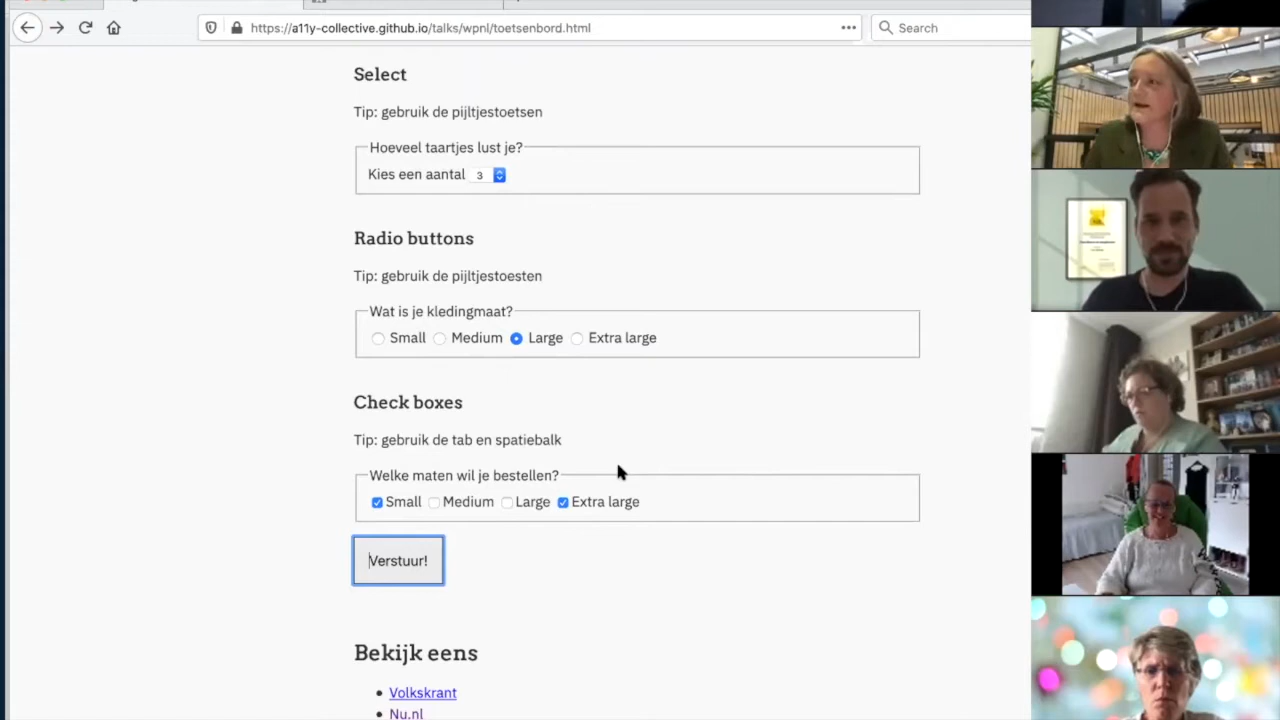 https://a11y-collective.github.io/talks/wpnl/toetsenbord.html
Search
Select
Tip: gebruik de pijltjestoetsen
Hoeveel taartjes lust je?
Kies een aantal 3
Radio buttons
Tip: gebruik de pijltjestoesten
Wat is je kledingmaat?
Small Medium Large Extra large
Check boxes
Tip: gebruik de tab en spatiebalk
Welke maten wil je bestellen?
Small Medium Large Extra large
Verstuur!
Bekijk eens
Volkskrant
Nu.nl